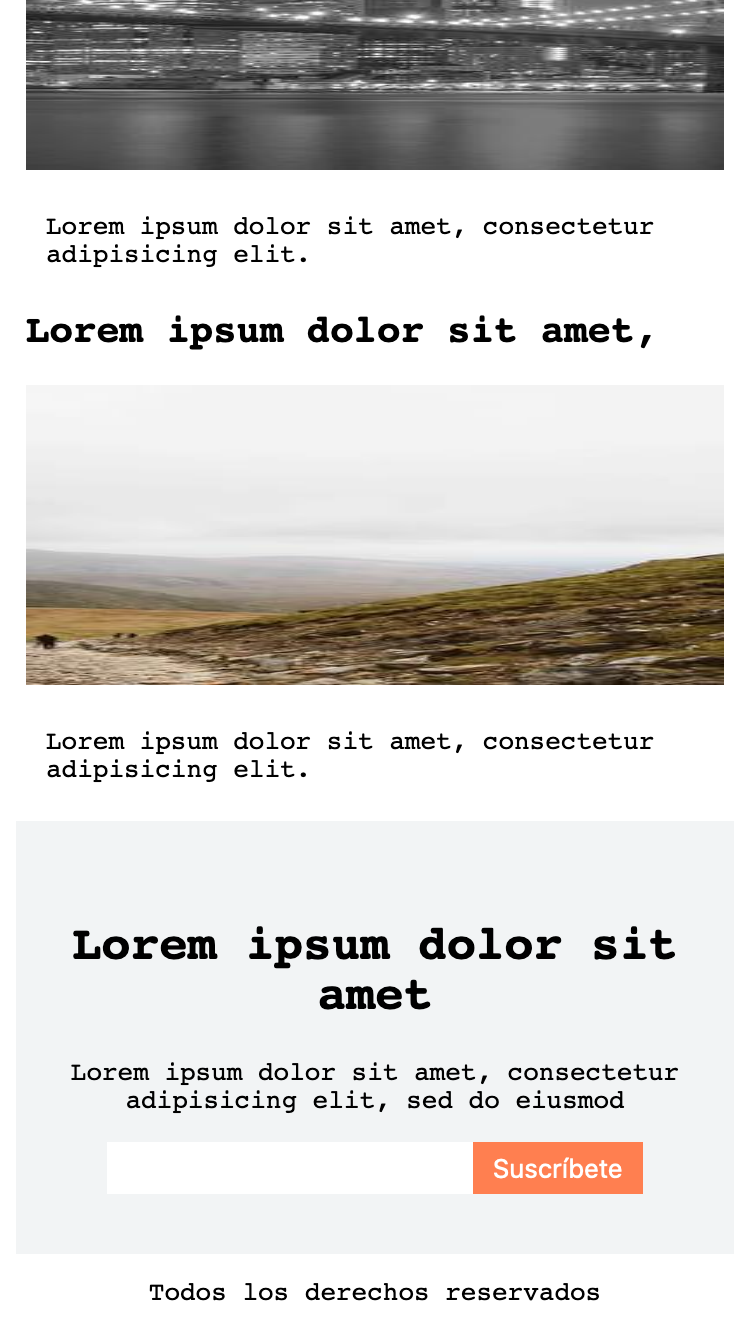 Lorem ipsum dolor sit amet, consectetur
adipisicing elit.
Lorem ipsum dolor sit amet,
Lorem ipsum dolor sit amet, consectetur
adipisicing elit.
Lorem ipsum dolor sit
amet
Lorem ipsum dolor sit amet, consectetur
adipisicing elit, sed do eiusmod
Suscríbete
Todos los derechos reservados